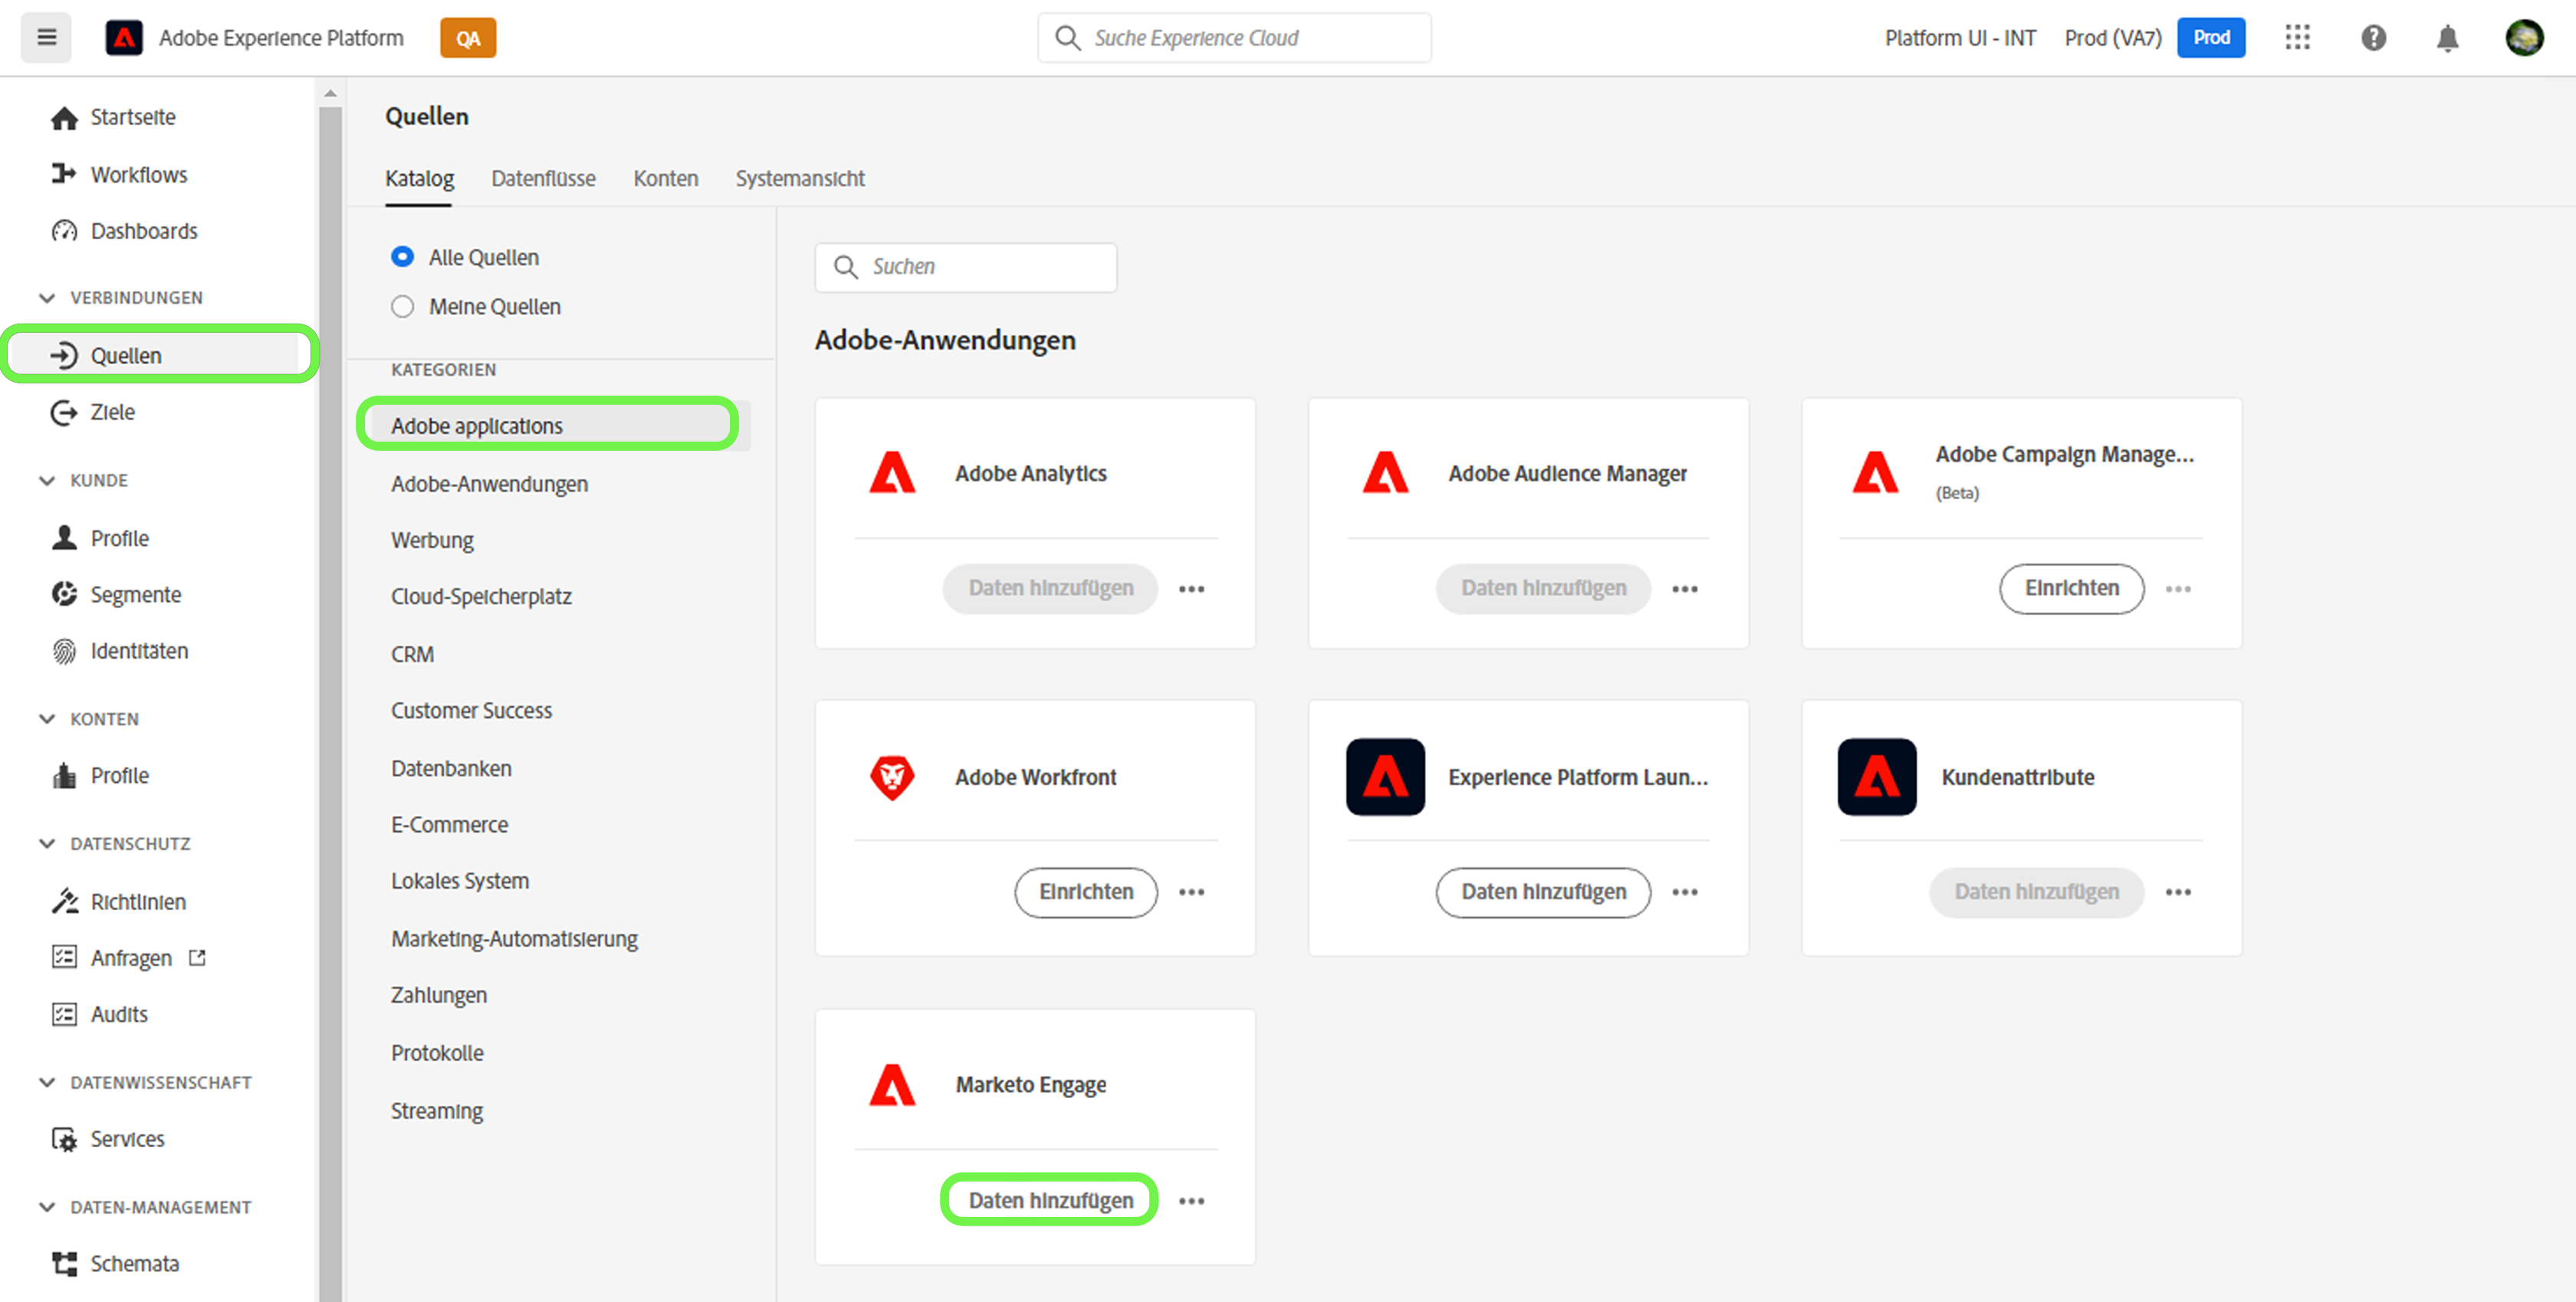 Adobe Experience Platform
QA
Suche Experience Cloud
Platform UI - INT
Prod (VA7)
Prod
Startseite
Workflows
Dashboards
VERBINDUNGEN
Quellen
Ziele
KUNDE
Profile
Segmente
Identitäten
KONTEN
Profile
DATENSCHUTZ
Richtlinien
Anfragen
Audits
DATENWISSENSCHAFT
Services
DATEN-MANAGEMENT
Schemata
Quellen
Katalog
Datenflüsse
Konten
Systemansicht
Alle Quellen
Meine Quellen
KATEGORIEN
Adobe applications
Adobe-Anwendungen
Werbung
Cloud-Speicherplatz
CRM
Customer Success
Datenbanken
E-Commerce
Lokales System
Marketing-Automatisierung
Zahlungen
Protokolle
Streaming
Suchen
Adobe-Anwendungen
Adobe Analytics
Daten hinzufügen
Adobe Audience Manager
Daten hinzufügen
Adobe Campaign Manage...
(Beta)
Einrichten
Adobe Workfront
Einrichten
Experience Platform Laun...
Daten hinzufügen
Kundenattribute
Daten hinzufügen
Marketo Engage
Daten hinzufügen